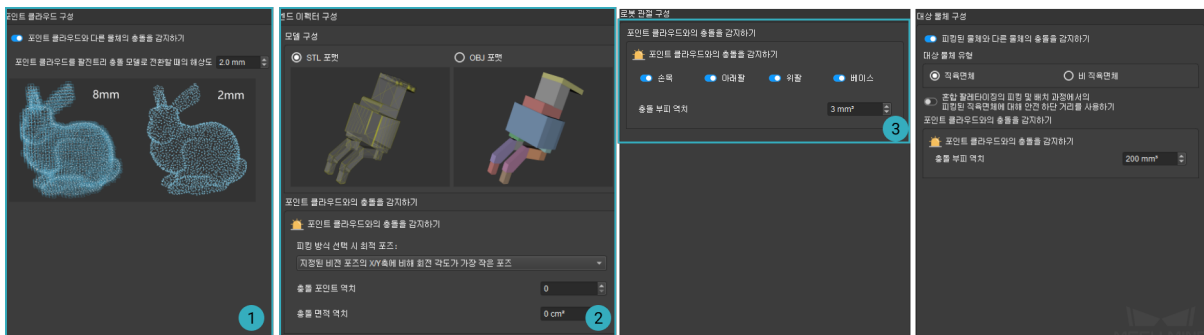 포인트 클라우드 구성
포인트 클라우드와 다른 물체의 충돌을 감지하기
포인트 클라우드를 팔진트리 충돌 모델로 전환할 때의 해상도 2.0 mm
8mm
2mm
1
엔드 이펙터 구성
모델 구성
STL 포맷
OBJ 포맷
포인트 클라우드와의 충돌을 감지하기
포인트 클라우드와의 충돌을 감지하기
피킹 방식 선택 시 최적 포즈:
지정된 비전 포즈의 X/Y축에 비해 회전 각도가 가장 작은 포즈
충돌 포인트 역치 0
충돌 면적 역치 0 cm²
2
로봇 관절 구성
포인트 클라우드와의 충돌을 감지하기
포인트 클라우드와의 충돌을 감지하기
손목 아래팔 위팔 베이스
충돌 부피 역치 3 mm³
3
대상 물체 구성
피킹된 물체와 다른 물체의 충돌을 감지하기
대상 물체 유형
직육면체
비 직육면체
혼합 팔레타이징의 피킹 및 배치 과정에서의
피킹된 직육면체에 대해 안전 하단 거리를 사용하기
포인트 클라우드와의 충돌을 감지하기
포인트 클라우드와의 충돌을 감지하기
충돌 부피 역치 200 mm³